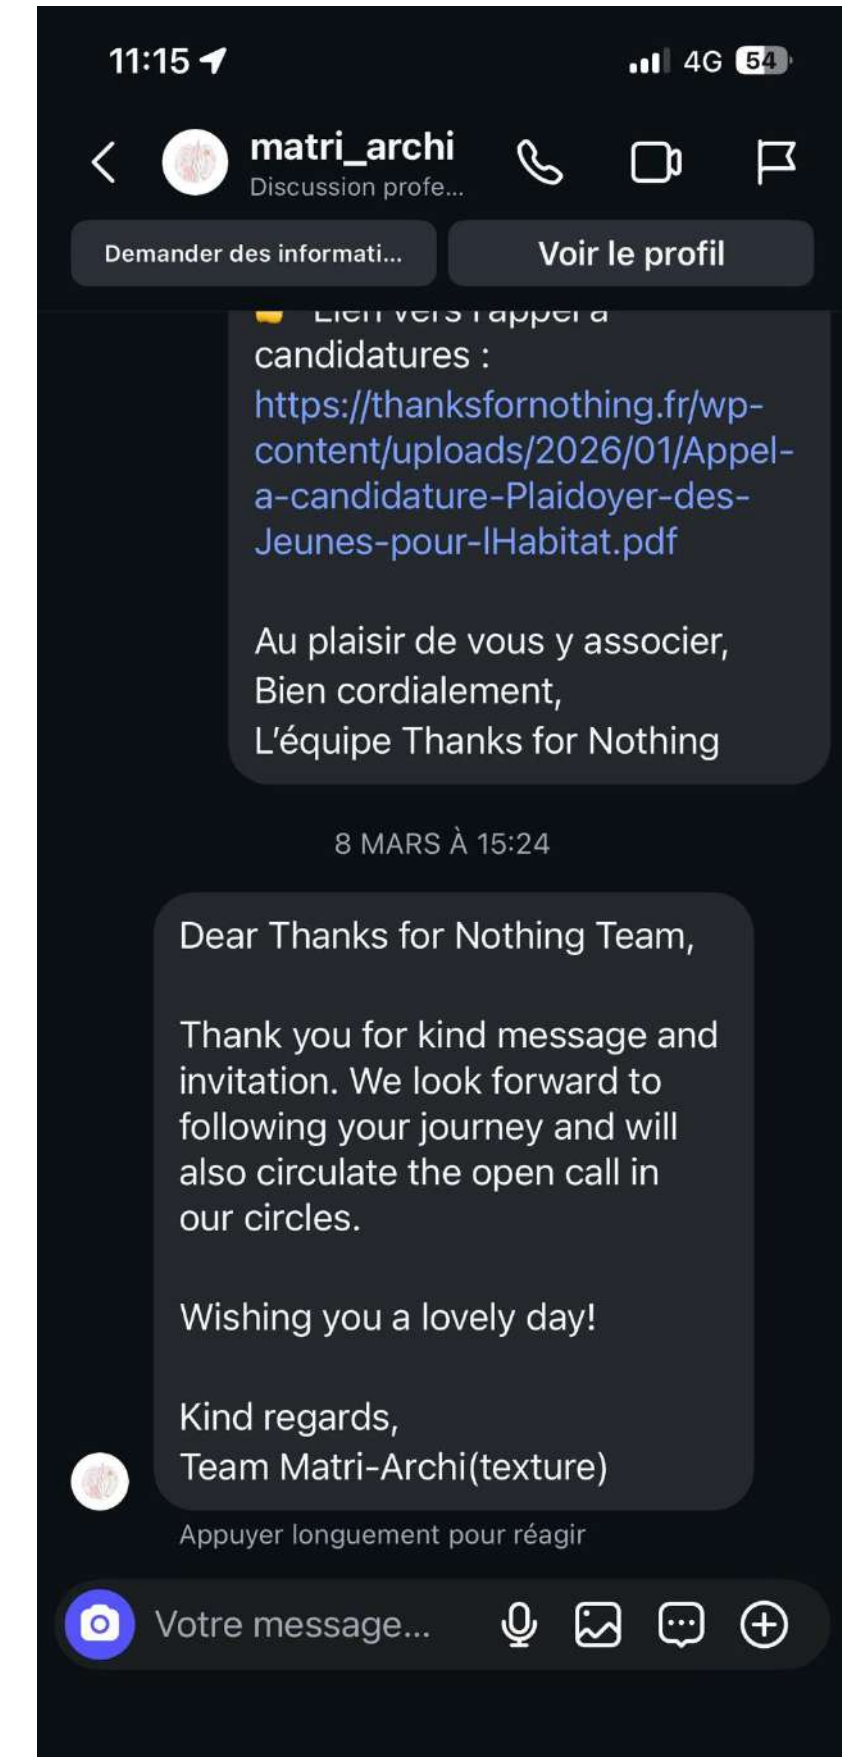 11:15
4G 54
matri_archi
Discussion profe...
Demander des informati...
Voir le profil
Lien vers l'appel à
candidatures :
https://thanksfornothing.fr/wp-
content/uploads/2026/01/Appel-
a-candidature-Plaidoyer-des-
Jeunes-pour-lHabitat.pdf
Au plaisir de vous y associer,
Bien cordialement,
L'équipe Thanks for Nothing
8 MARS À 15:24
Dear Thanks for Nothing Team,
Thank you for kind message and
invitation. We look forward to
following your journey and will
also circulate the open call in
our circles.
Wishing you a lovely day!
Kind regards,
Team Matri-Archi(texture)
Appuyer longuement pour réagir
Votre message...